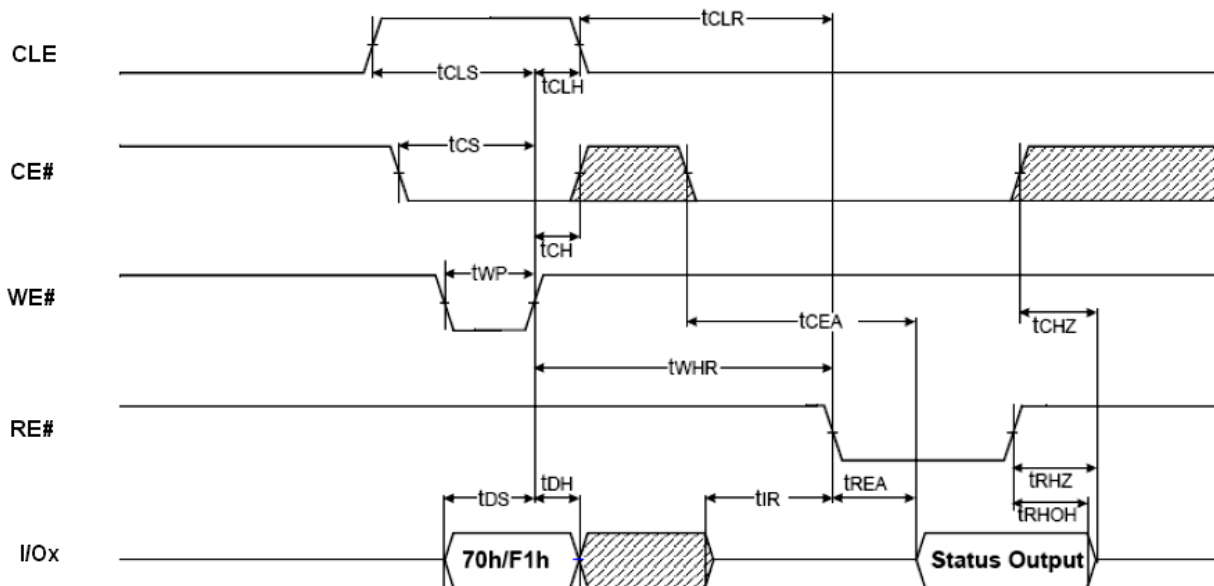 CLE
tCLR
tCLS
tCLH
CE#
tCS
tCH
WE#
tWP
tCEA
tCHZ
tWHR
RE#
tDS
tDH
tIR
tREA
tRHZ
tRHOH
I/Ox
70h/F1h
Status Output